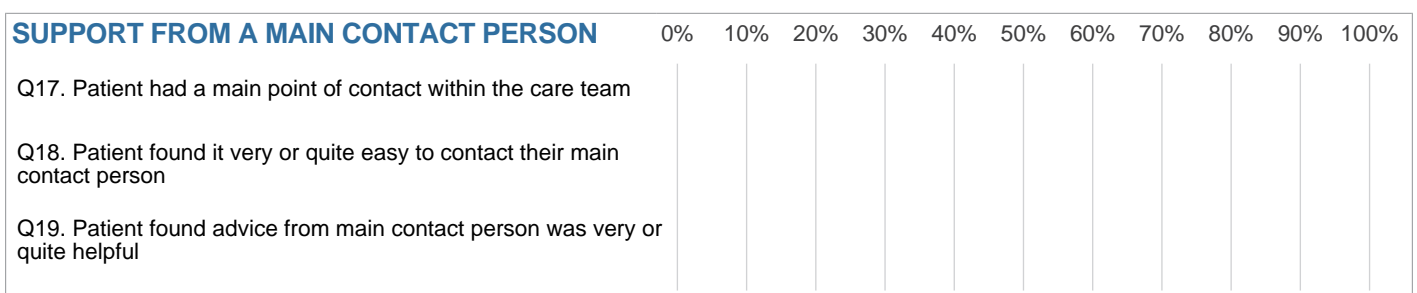 SUPPORT FROM A MAIN CONTACT PERSON 0% 10% 20% 30% 40% 50% 60% 70% 80% 90% 100%
Q17. Patient had a main point of contact within the care team
Q18. Patient found it very or quite easy to contact their main
contact person
Q19. Patient found advice from main contact person was very or
quite helpful